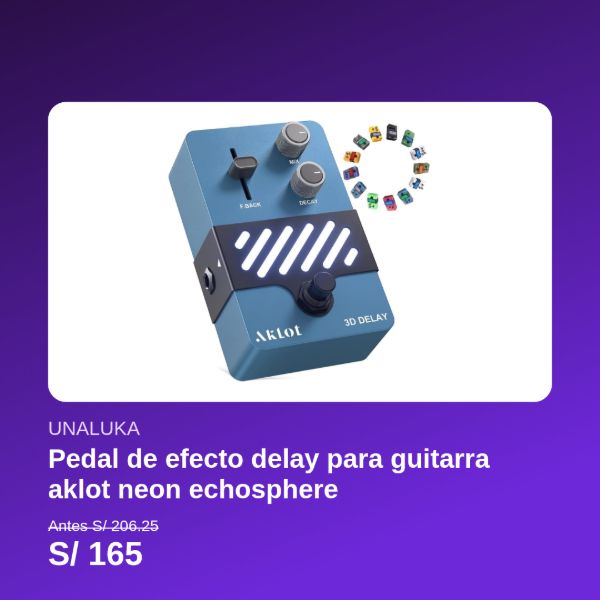 MIX
F.BACK
DECAY
Aklot
3D DELAY
UNALUKA
Pedal de efecto delay para guitarra
aklot neon echosphere
Antes S/ 206.25
S/ 165